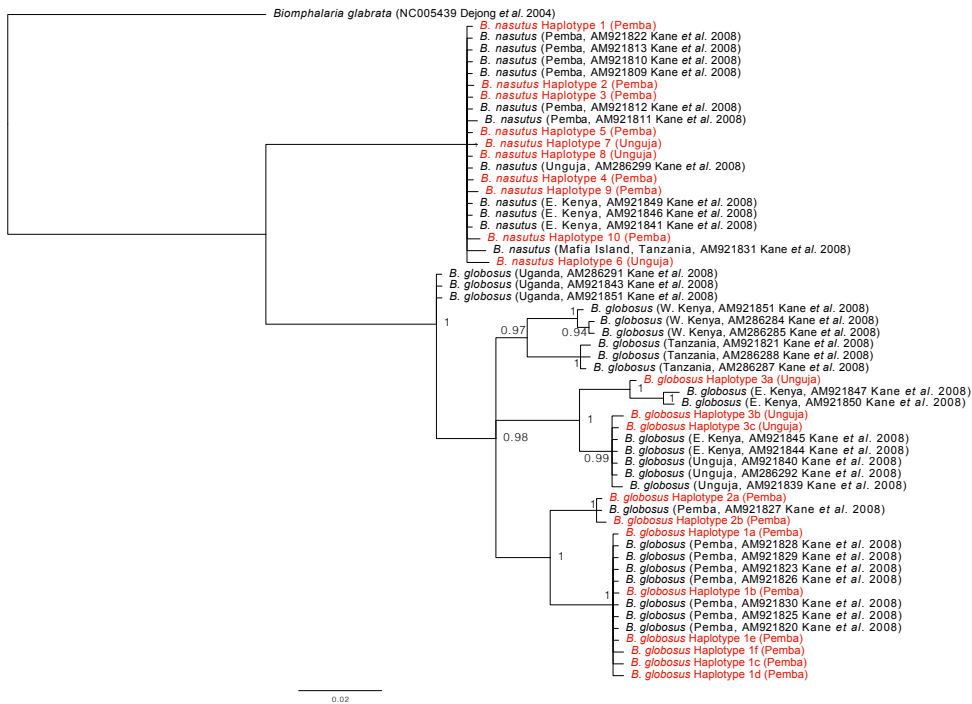 Biomphalaria glabrata (NC005439 Dejong et al. 2004)
B. nasutus Haplotype 1 (Pemba)
B. nasutus (Pemba, AM921822 Kane et al. 2008)
B. nasutus (Pemba, AM921813 Kane et al. 2008)
B. nasutus (Pemba, AM921810 Kane et al. 2008)
B. nasutus (Pemba, AM921809 Kane et al. 2008)
B. nasutus Haplotype 2 (Pemba)
B. nasutus Haplotype 3 (Pemba)
B. nasutus (Pemba, AM921812 Kane et al. 2008)
B. nasutus (Pemba, AM921811 Kane et al. 2008)
B. nasutus Haplotype 5 (Pemba)
B. nasutus Haplotype 7 (Unguja)
B. nasutus Haplotype 8 (Unguja)
B. nasutus (Unguja, AM286299 Kane et al. 2008)
B. nasutus Haplotype 4 (Pemba)
B. nasutus Haplotype 9 (Pemba)
B. nasutus (E. Kenya, AM921849 Kane et al. 2008)
B. nasutus (E. Kenya, AM921846 Kane et al. 2008)
B. nasutus (E. Kenya, AM921841 Kane et al. 2008)
B. nasutus Haplotype 10 (Pemba)
B. nasutus (Mafia Island, Tanzania, AM921831 Kane et al. 2008)
B. nasutus Haplotype 6 (Unguja)
B. globosus (Uganda, AM286291 Kane et al. 2008)
B. globosus (Uganda, AM921843 Kane et al. 2008)
B. globosus (Uganda, AM921851 Kane et al. 2008)
1
B. globosus (W. Kenya, AM921851 Kane et al. 2008)
1
B. globosus (W. Kenya, AM286284 Kane et al. 2008)
0.97
0.94
B. globosus (W. Kenya, AM286285 Kane et al. 2008)
B. globosus (Tanzania, AM921821 Kane et al. 2008)
B. globosus (Tanzania, AM286288 Kane et al. 2008)
1
B. globosus (Tanzania, AM286287 Kane et al. 2008)
B. globosus Haplotype 3a (Unguja)
1
B. globosus (E. Kenya, AM921847 Kane et al. 2008)
1
B. globosus (E. Kenya, AM921850 Kane et al. 2008)
B. globosus Haplotype 3b (Unguja)
1
B. globosus Haplotype 3c (Unguja)
0.98
B. globosus (E. Kenya, AM921845 Kane et al. 2008)
B. globosus (E. Kenya, AM921844 Kane et al. 2008)
0.99
B. globosus (Unguja, AM921840 Kane et al. 2008)
B. globosus (Unguja, AM286292 Kane et al. 2008)
B. globosus (Unguja, AM921839 Kane et al. 2008)
B. globosus Haplotype 2a (Pemba)
1
B. globosus (Pemba, AM921827 Kane et al. 2008)
B. globosus Haplotype 2b (Pemba)
B. globosus Haplotype 1a (Pemba)
B. globosus (Pemba, AM921828 Kane et al. 2008)
1
B. globosus (Pemba, AM921829 Kane et al. 2008)
B. globosus (Pemba, AM921823 Kane et al. 2008)
B. globosus (Pemba, AM921826 Kane et al. 2008)
1
B. globosus Haplotype 1b (Pemba)
B. globosus (Pemba, AM921830 Kane et al. 2008)
B. globosus (Pemba, AM921825 Kane et al. 2008)
B. globosus (Pemba, AM921820 Kane et al. 2008)
B. globosus Haplotype 1e (Pemba)
B. globosus Haplotype 1f (Pemba)
B. globosus Haplotype 1c (Pemba)
B. globosus Haplotype 1d (Pemba)
0.02